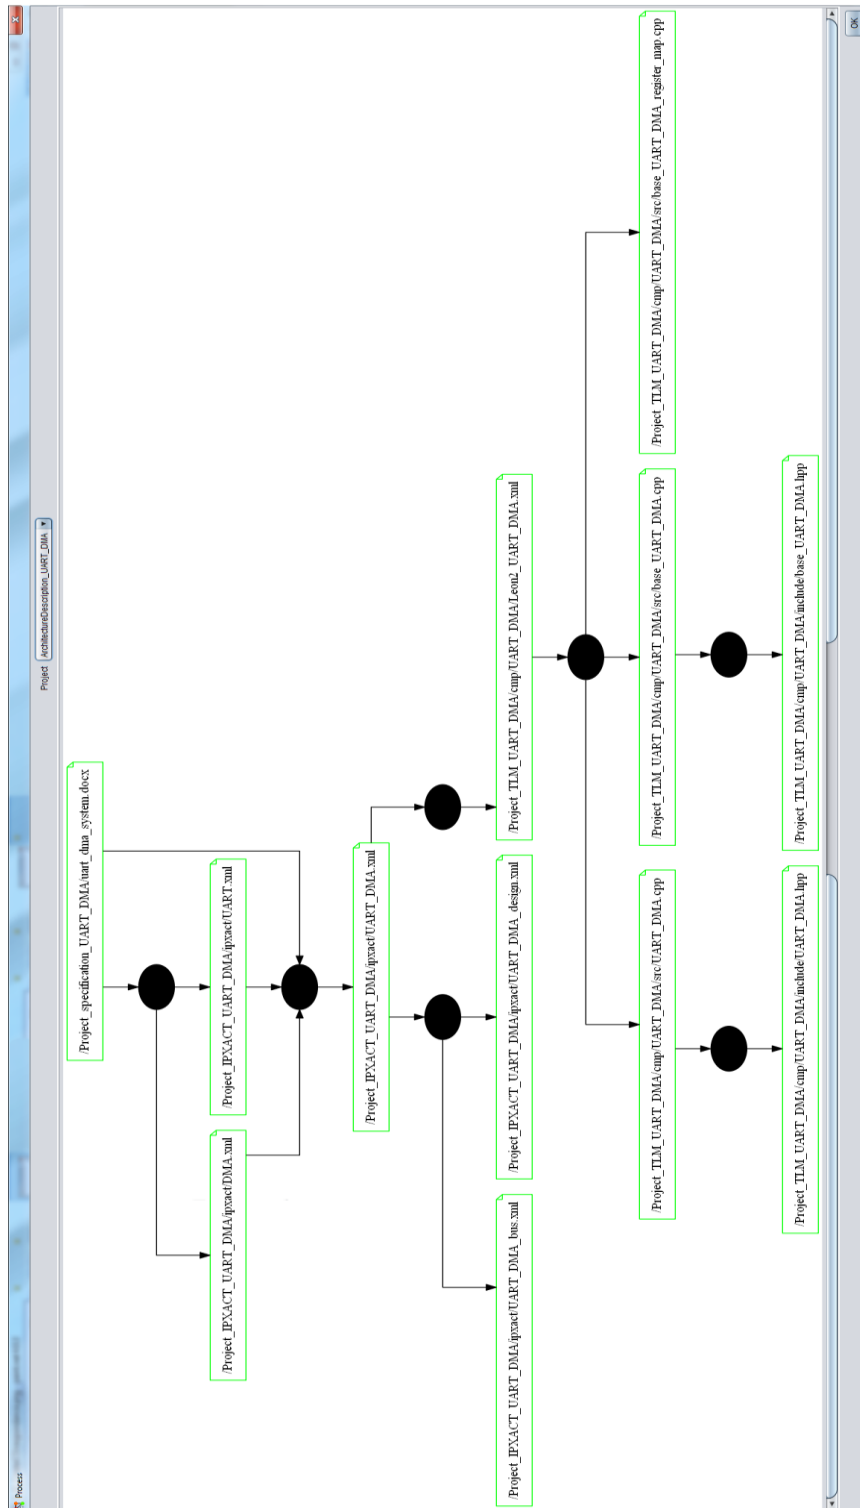 Process
Project ArchitectureDescription_UART_DMA
/Project_specification_UART_DMA/uart_dma_system.docx
/Project_IPXACT_UART_DMA/ipxact/DMA.xml
/Project_IPXACT_UART_DMA/ipxact/UART.xml
/Project_IPXACT_UART_DMA/ipxact/UART_DMA.xml
/Project_IPXACT_UART_DMA/ipxact/UART_DMA_bus.xml
/Project_IPXACT_UART_DMA/ipxact/UART_DMA_design.xml
/Project_TLM_UART_DMA/cmp/UART_DMA/Leon2_UART_DMA.xml
/Project_TLM_UART_DMA/cmp/UART_DMA/src/UART_DMA.cpp
/Project_TLM_UART_DMA/cmp/UART_DMA/src/base_UART_DMA.cpp
/Project_TLM_UART_DMA/cmp/UART_DMA/src/base_UART_DMA_register_map.cpp
/Project_TLM_UART_DMA/cmp/UART_DMA/include/UART_DMA.hpp
/Project_TLM_UART_DMA/cmp/UART_DMA/include/base_UART_DMA.hpp
OK